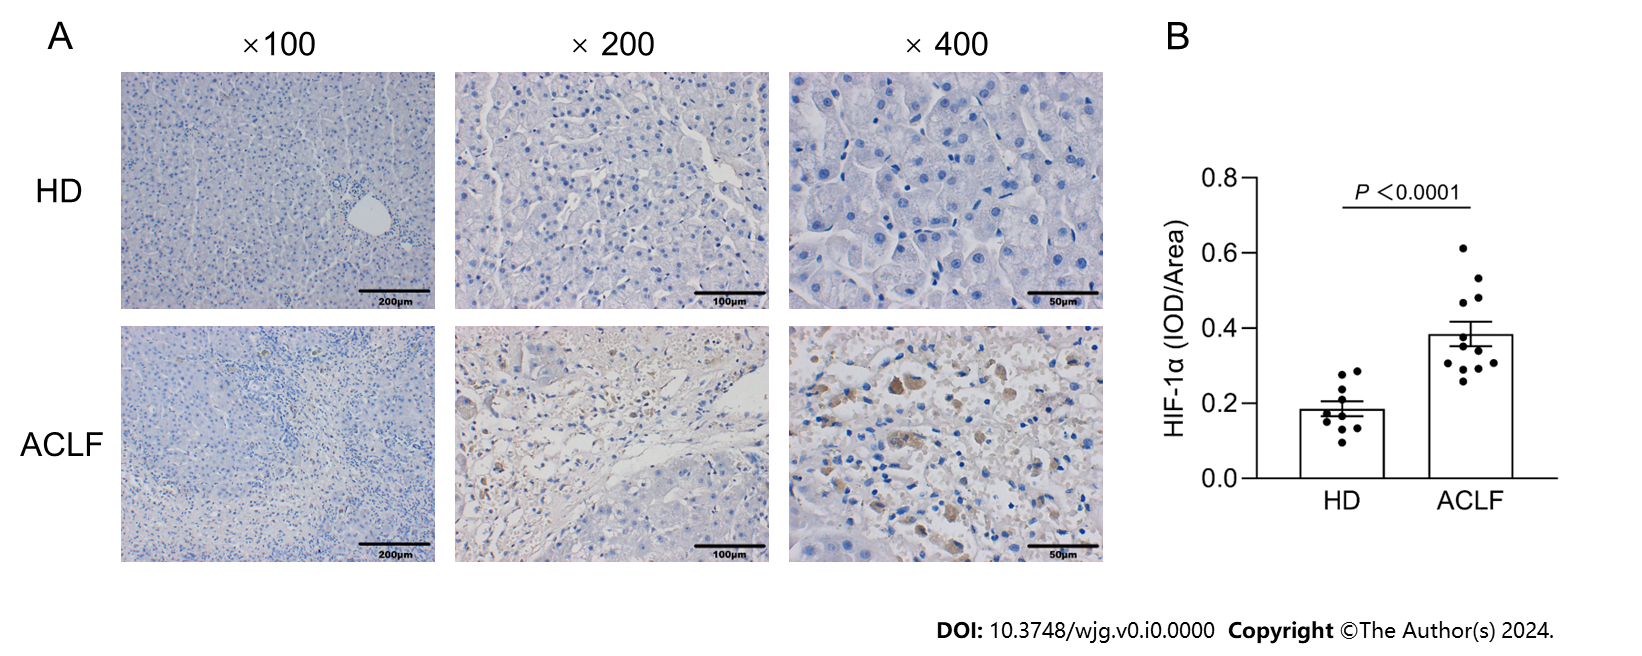 A
×100
× 200
× 400
HD
200μm
100μm
50μm
ACLF
200μm
100μm
50μm
B
HIF-1α (IOD/Area)
0.8
0.6
0.4
0.2
0.0
P <0.0001
HD
ACLF
DOI: 10.3748/wjg.v0.i0.0000 Copyright ©The Author(s) 2024.